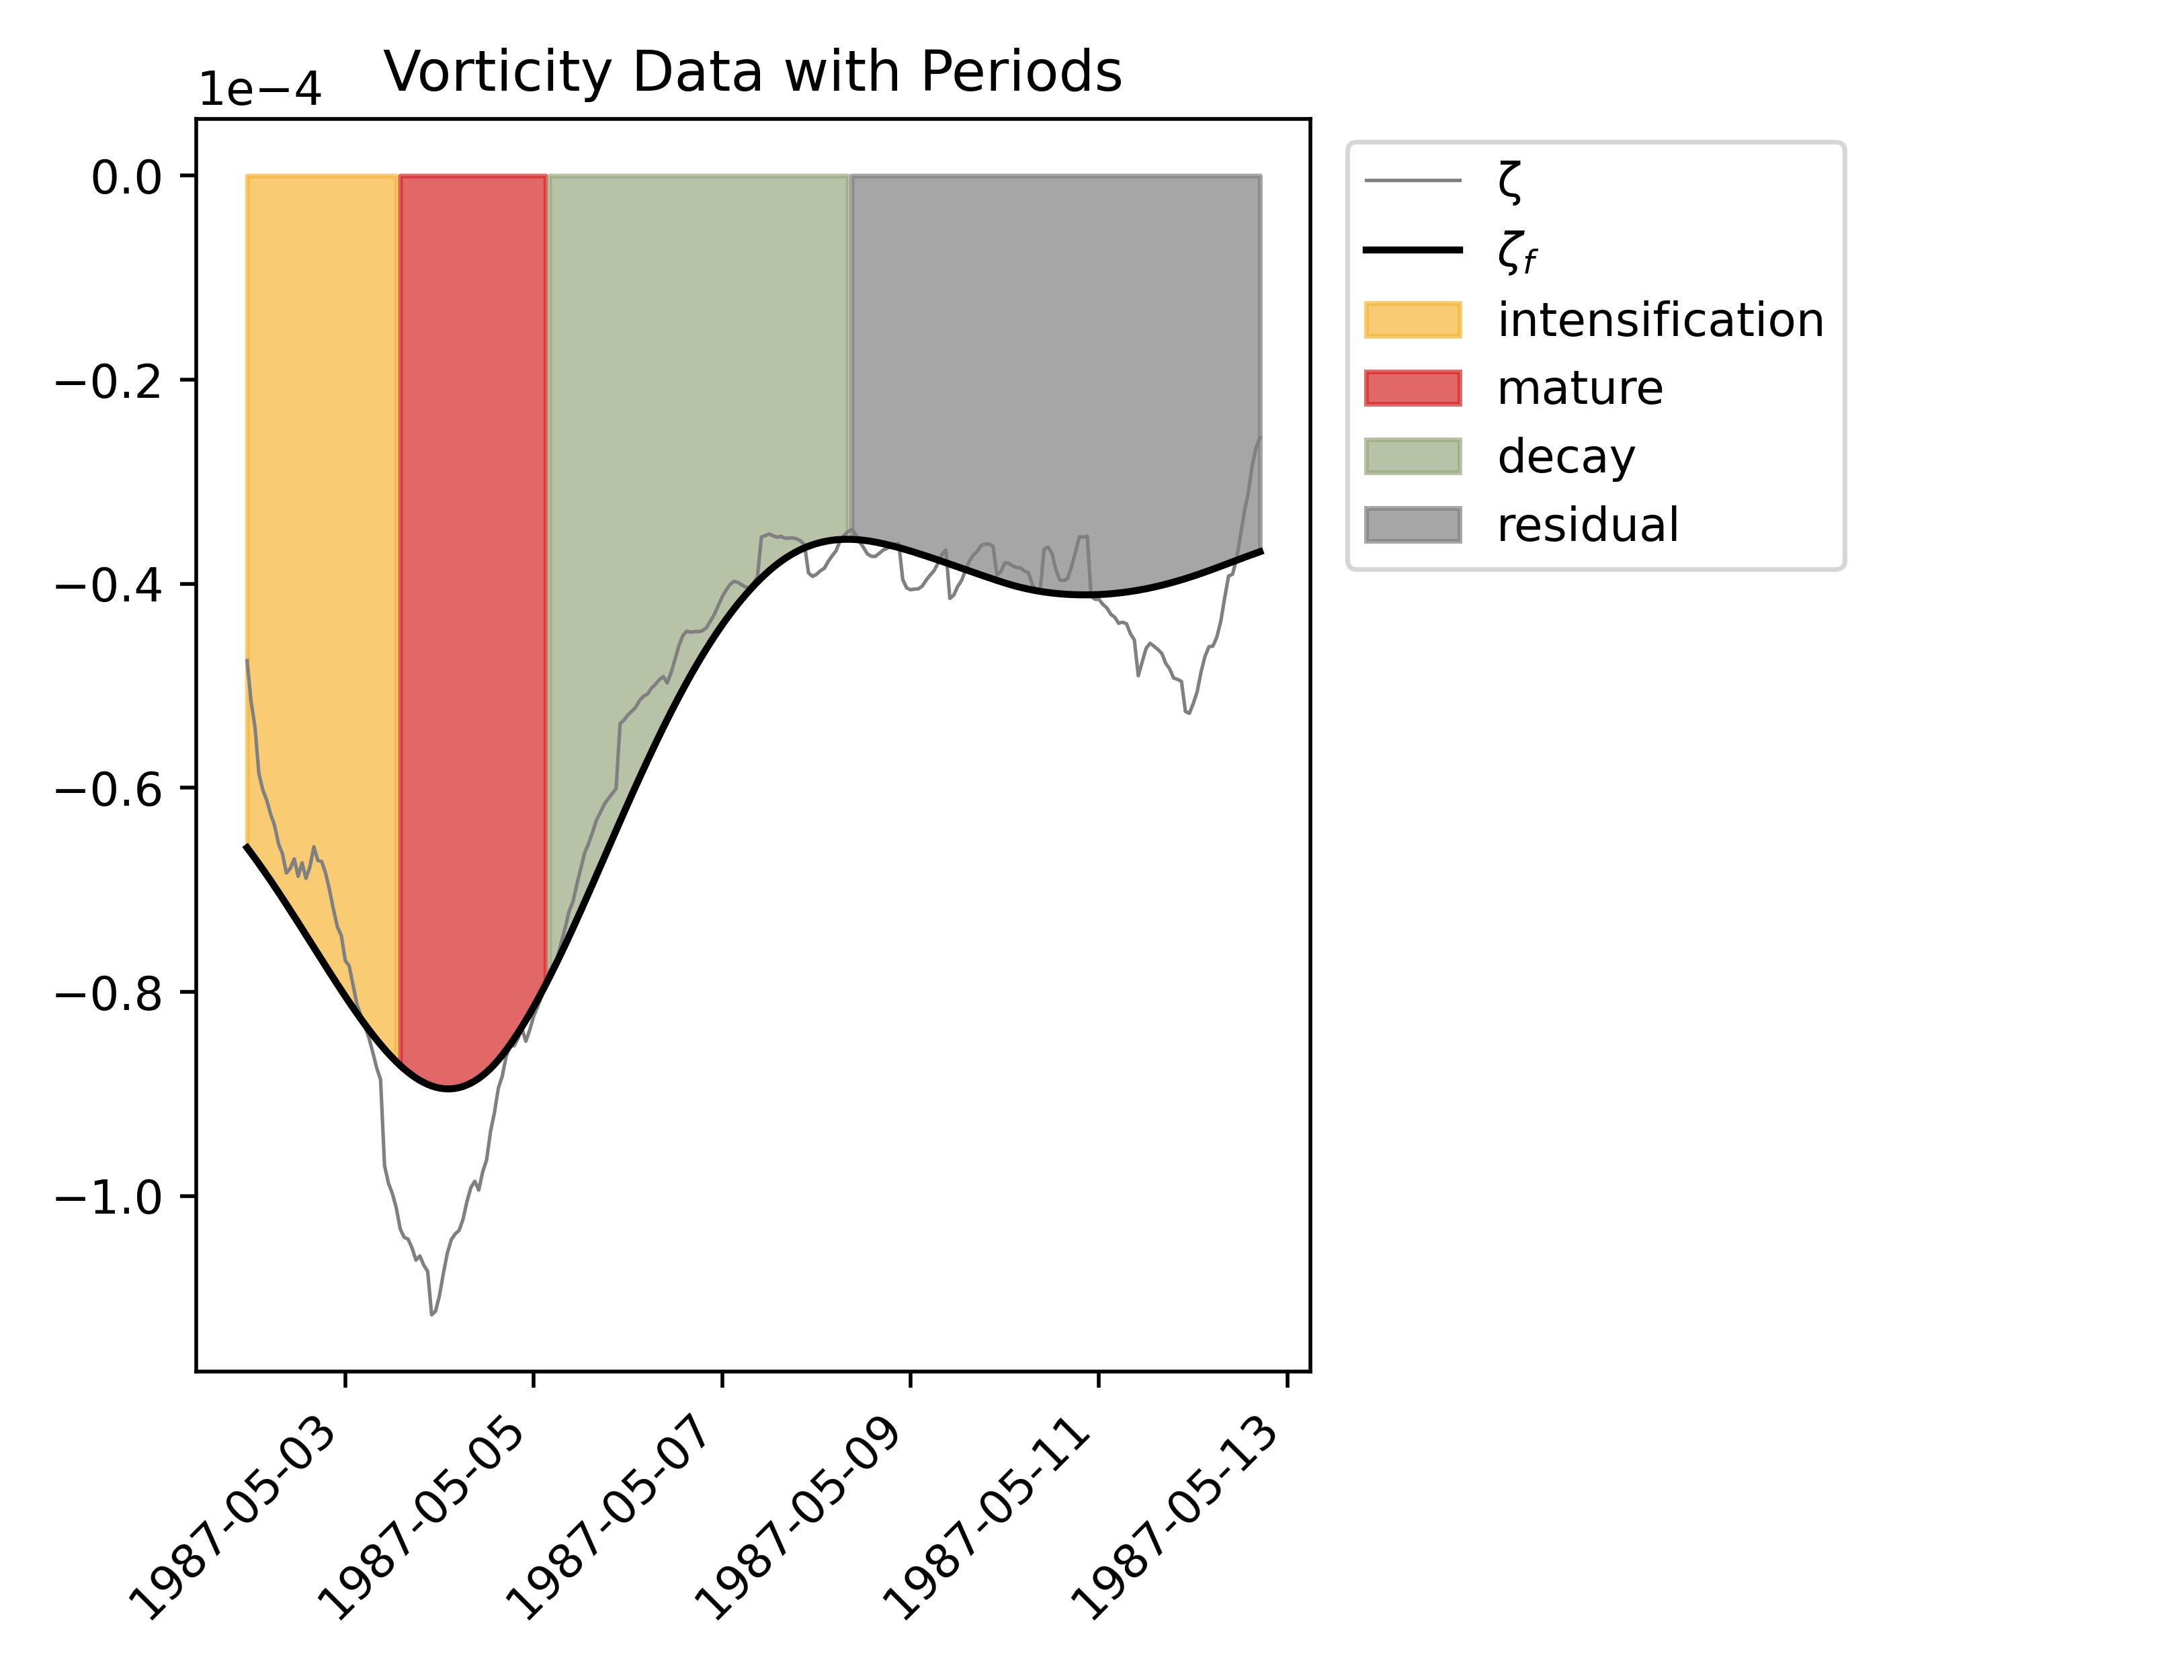 Vorticity Data with Periods
1e−4
0.0
−0.2
−0.4
−0.6
−0.8
−1.0
1987-05-03
1987-05-05
1987-05-07
1987-05-09
1987-05-11
1987-05-13
ζ
ζf
intensification
mature
decay
residual